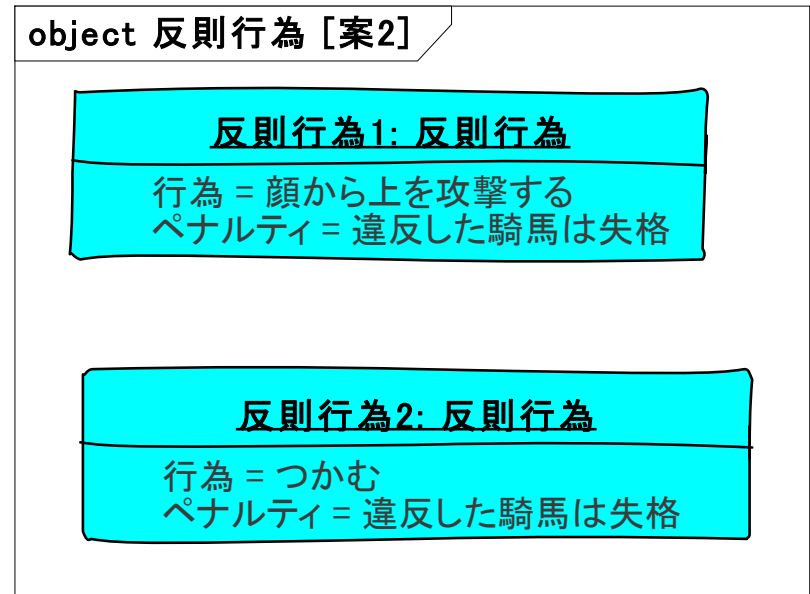 object 反則行為 [案2]
反則行為1: 反則行為
行為 = 顔から上を攻撃する
ペナルティ = 違反した騎馬は失格
反則行為2: 反則行為
行為 = つかむ
ペナルティ = 違反した騎馬は失格